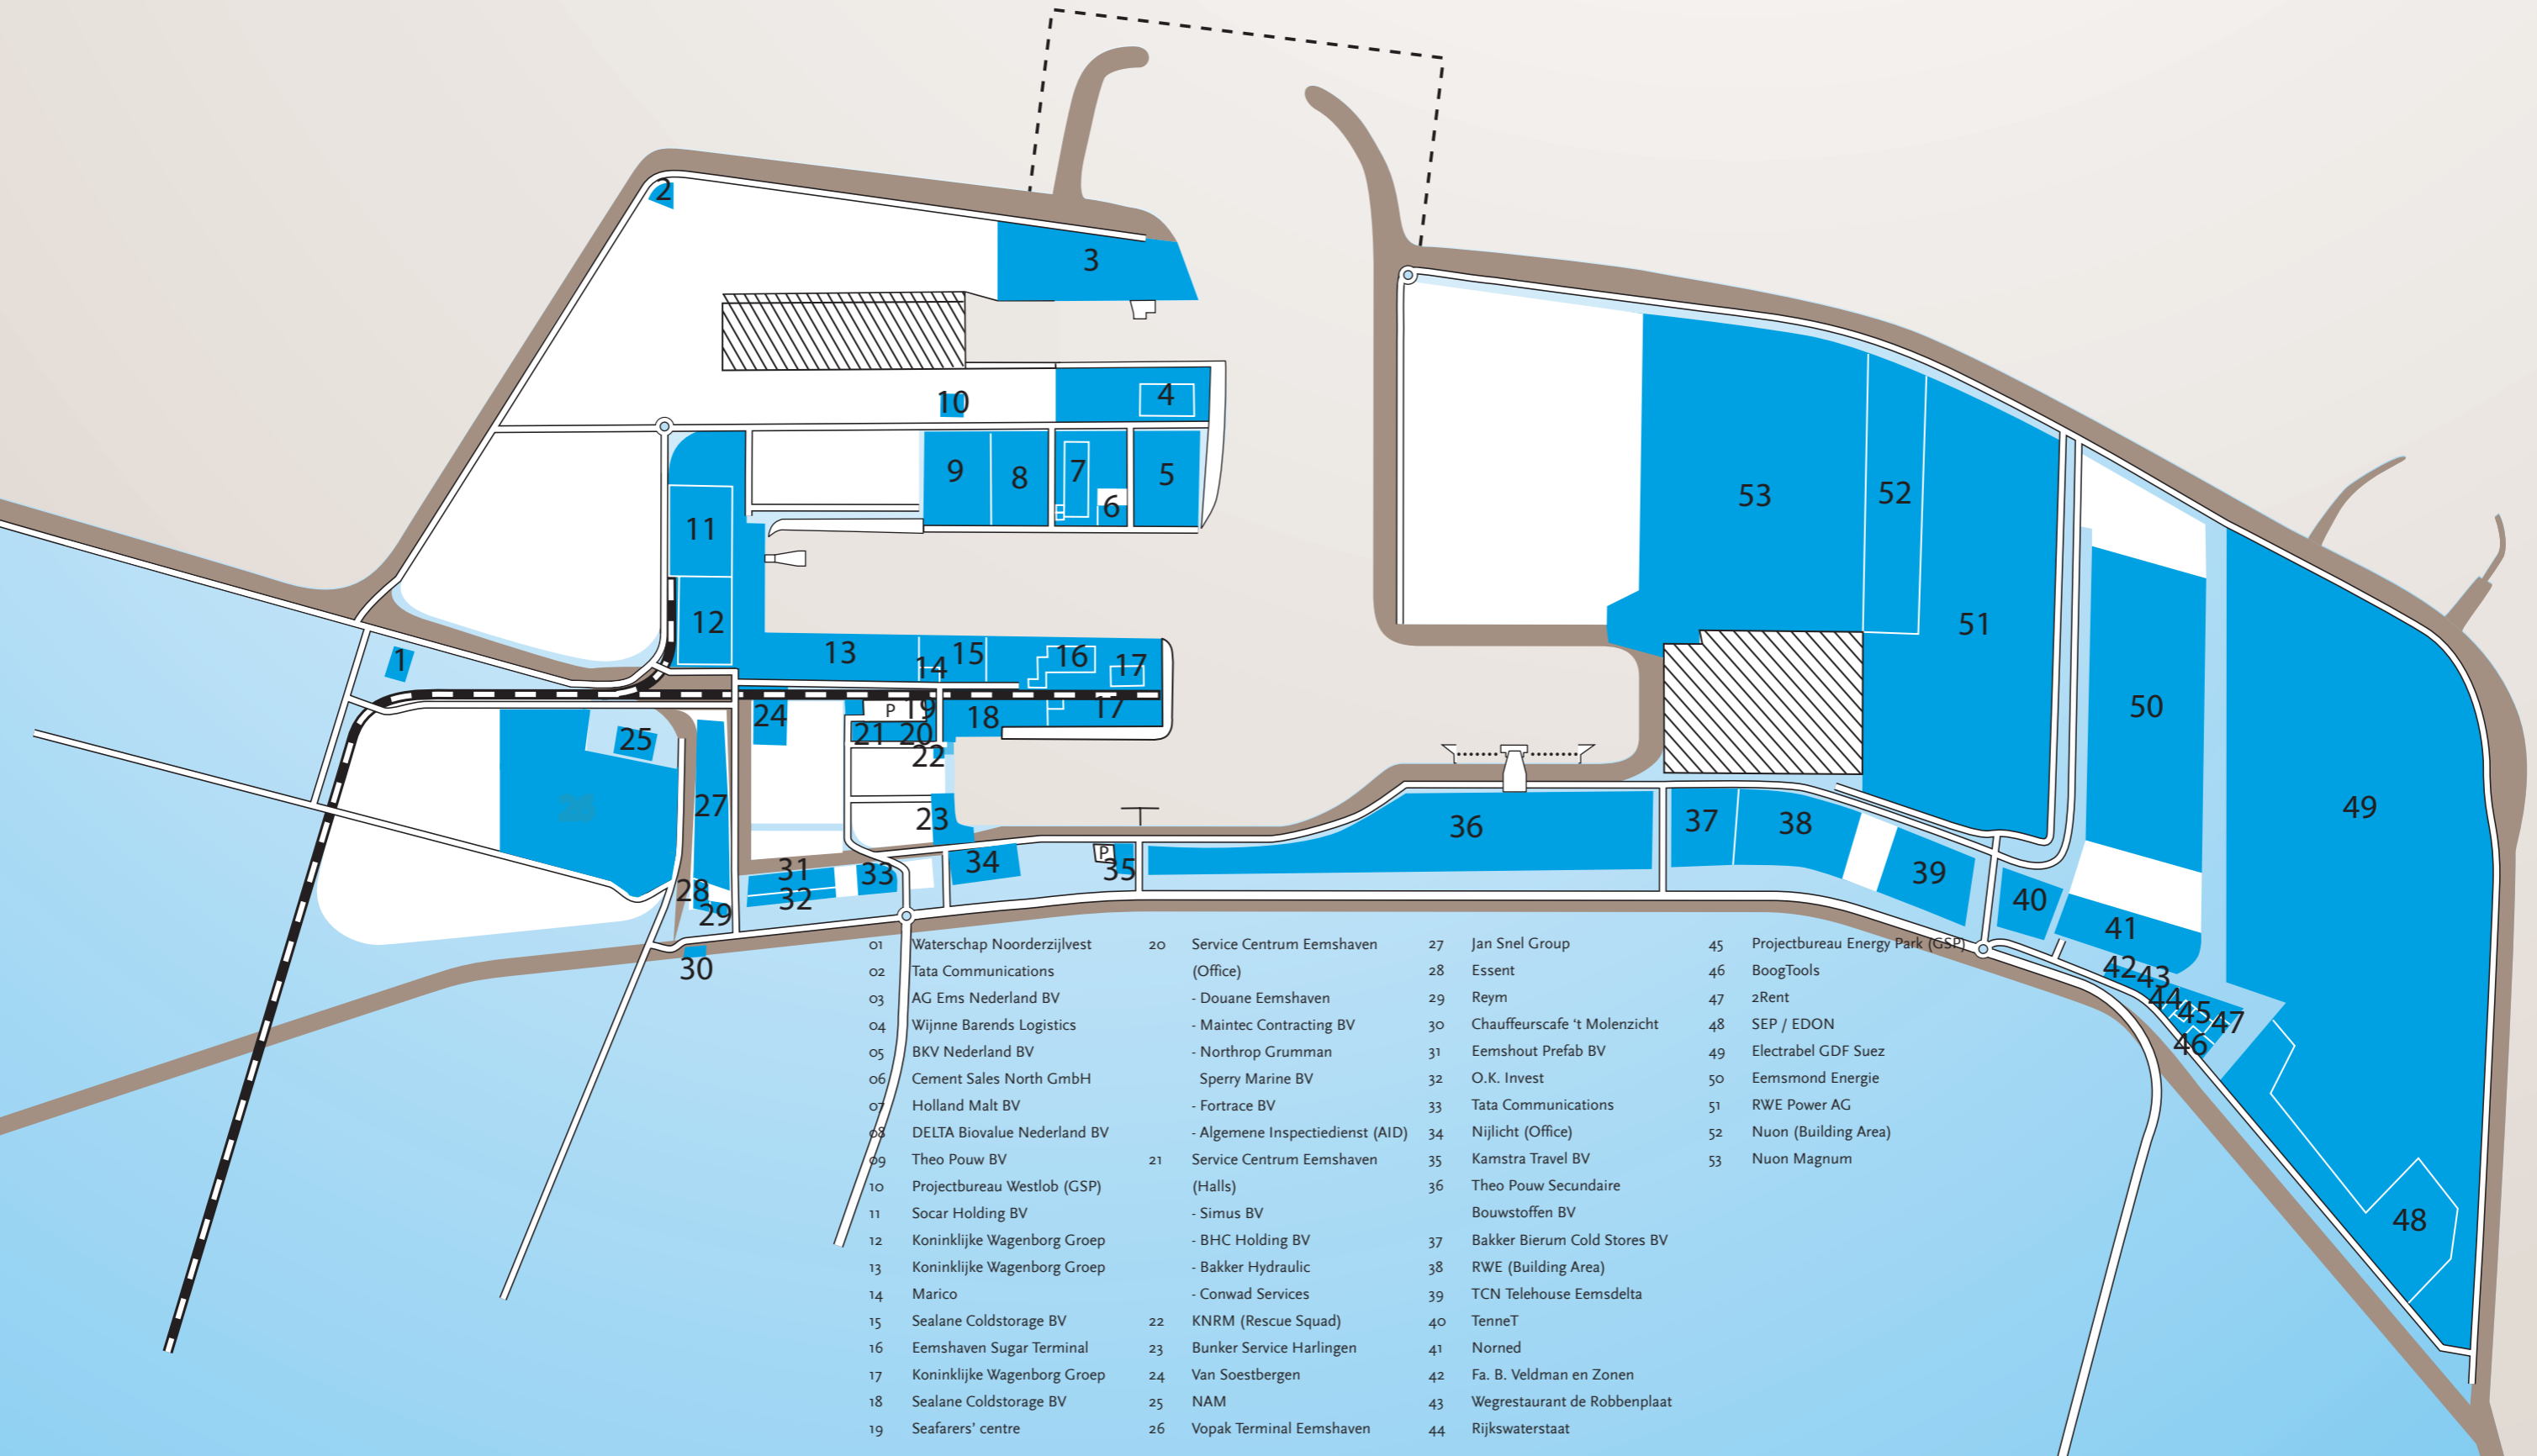 2
3
4
10
9
8
7
6
5
11
12
13
14
15
16
17
1
24
P
19
18
17
21
20
22
25
26
27
23
28
29
30
31
32
33
34
P
35
36
37
38
39
40
53
52
51
50
49
41
42
43
44
45
47
46
48
01 Waterschap Noorderzijlvest
02 Tata Communications
03 AG Ems Nederland BV
04 Wijnne Barends Logistics
05 BKV Nederland BV
06 Cement Sales North GmbH
07 Holland Malt BV
08 DELTA Biovalue Nederland BV
09 Theo Pouw BV
10 Projectbureau Westlob (GSP)
11 Socar Holding BV
12 Koninklijke Wagenborg Groep
13 Koninklijke Wagenborg Groep
14 Marico
15 Sealane Coldstorage BV
16 Eemshaven Sugar Terminal
17 Koninklijke Wagenborg Groep
18 Sealane Coldstorage BV
19 Seafarers’ centre
20 Service Centrum Eemshaven
(Office)
- Douane Eemshaven
- Maintec Contracting BV
- Northrop Grumman
Sperry Marine BV
- Fortrace BV
- Algemene Inspectiedienst (AID)
21 Service Centrum Eemshaven
(Halls)
- Simus BV
- BHC Holding BV
- Bakker Hydraulic
- Conwad Services
22 KNRM (Rescue Squad)
23 Bunker Service Harlingen
24 Van Soestbergen
25 NAM
26 Vopak Terminal Eemshaven
27 Jan Snel Group
28 Essent
29 Reym
30 Chauffeurscafe ‘t Molenzicht
31 Eemshout Prefab BV
32 O.K. Invest
33 Tata Communications
34 Nijlicht (Office)
35 Kamstra Travel BV
36 Theo Pouw Secundaire
Bouwstoffen BV
37 Bakker Bierum Cold Stores BV
38 RWE (Building Area)
39 TCN Telehouse Eemsdelta
40 TenneT
41 Norned
42 Fa. B. Veldman en Zonen
43 Wegrestaurant de Robbenplaat
44 Rijkswaterstaat
45 Projectbureau Energy Park (GSP)
46 BoogTools
47 2Rent
48 SEP / EDON
49 Electrabel GDF Suez
50 Eemsmond Energie
51 RWE Power AG
52 Nuon (Building Area)
53 Nuon Magnum